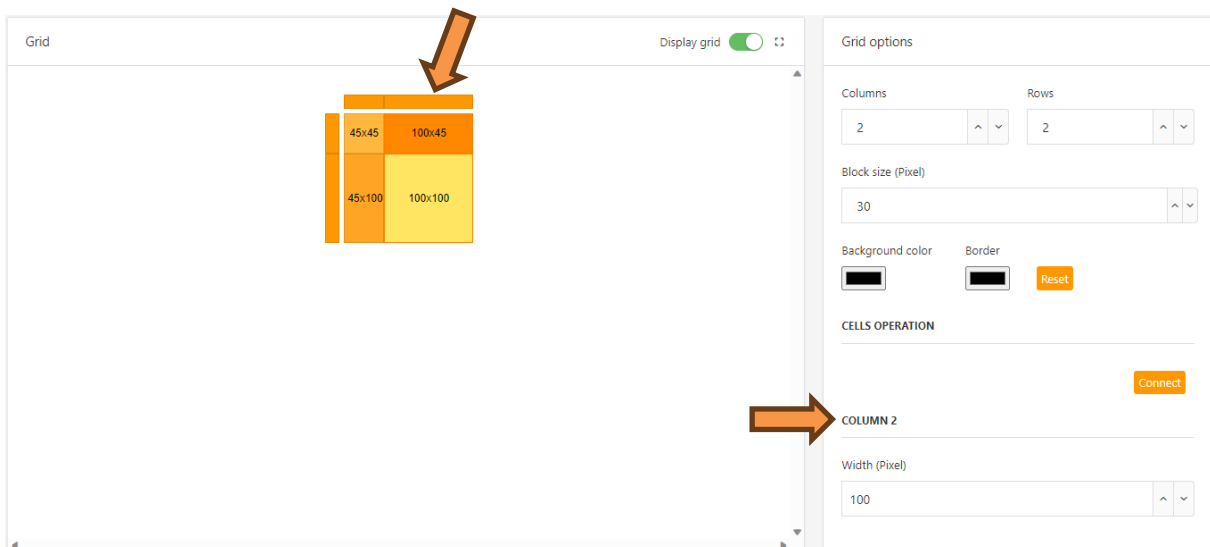 Grid
Display grid
45x45
100x45
45x100
100x100
Grid options
Columns
Rows
2
2
Block size (Pixel)
30
Background color
Border
Reset
CELLS OPERATION
Connect
COLUMN 2
Width (Pixel)
100